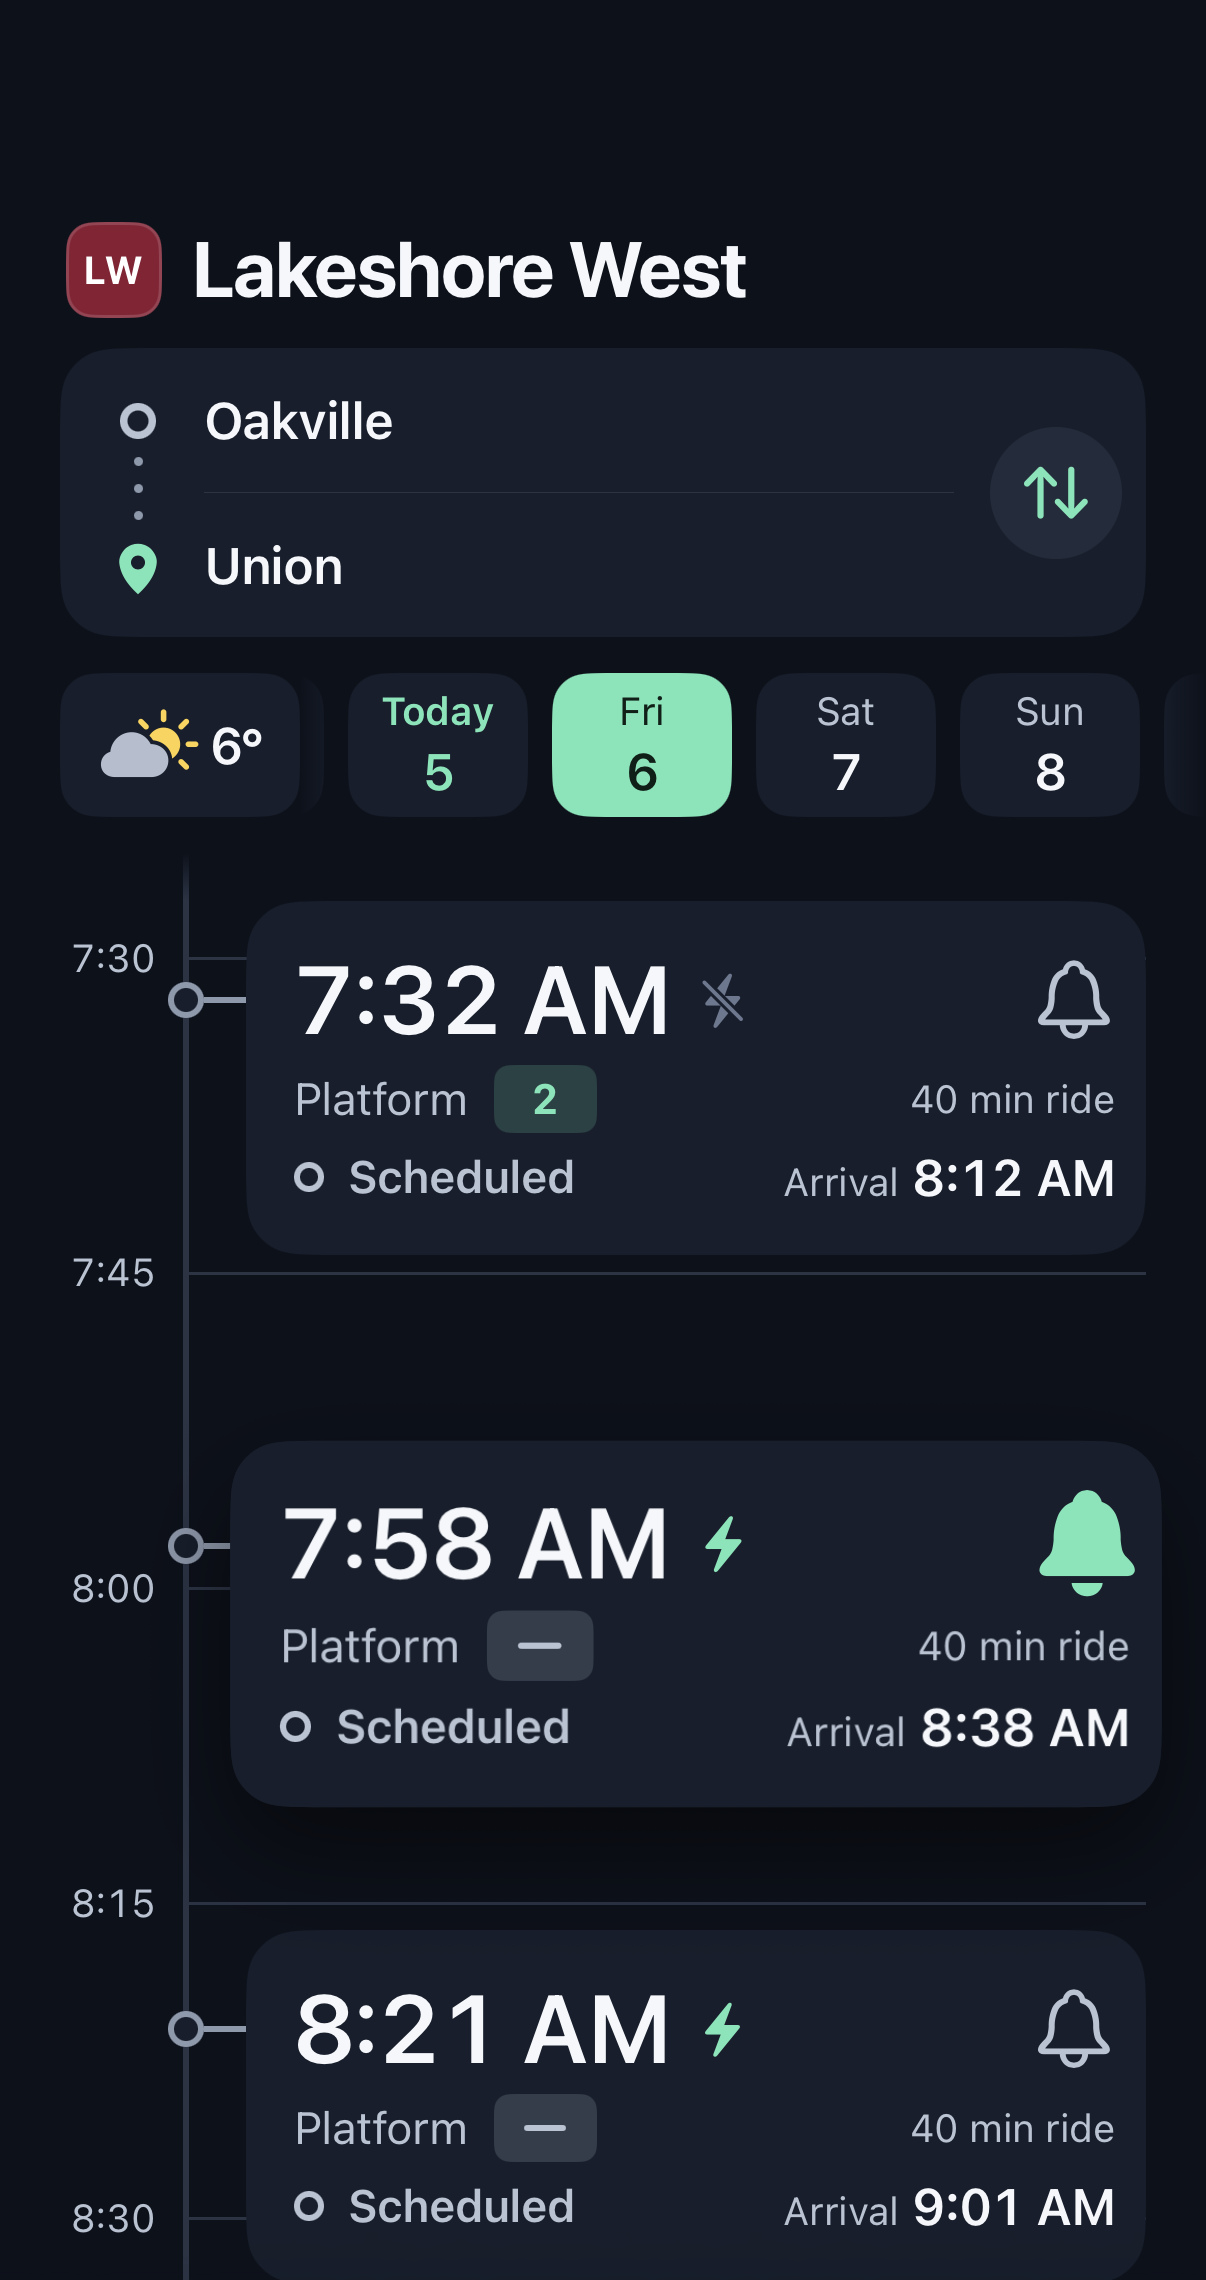 LW Lakeshore West
Oakville
Union
6°
Today
5
Fri
6
Sat
7
Sun
8
7:30
7:32 AM
Platform 2
40 min ride
Scheduled
Arrival 8:12 AM
7:45
7:58 AM
8:00
Platform —
40 min ride
Scheduled
Arrival 8:38 AM
8:15
8:21 AM
Platform —
40 min ride
Scheduled
Arrival 9:01 AM
8:30